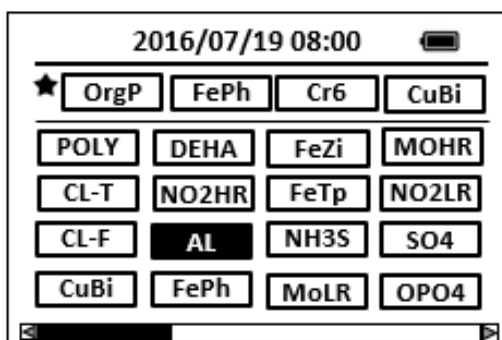 2016/07/19 08:00
OrgP FePh Cr6 CuBi
POLY DEHA FeZi MOHR
CL-T NO2HR FeTp NO2LR
CL-F AL NH3S SO4
CuBi FePh MoLR OPO4